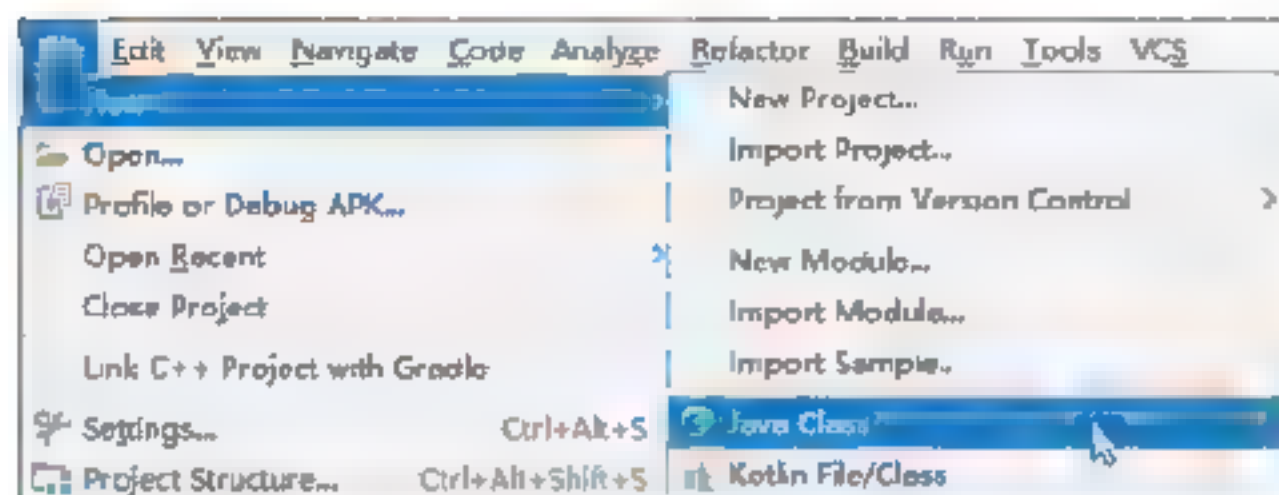 Edit View Navigate Code Analyze Refactor Build Run Tools VCS
New Project...
Open...
Import Project...
Profile or Debug APK...
Project from Version Control
Open Recent
New Module...
Close Project
Import Module...
Link C++ Project with Gradle
Import Sample...
Settings... Ctrl+Alt+S
Java Class
Project Structure... Ctrl+Alt+Shift+S
Kotlin File/Class